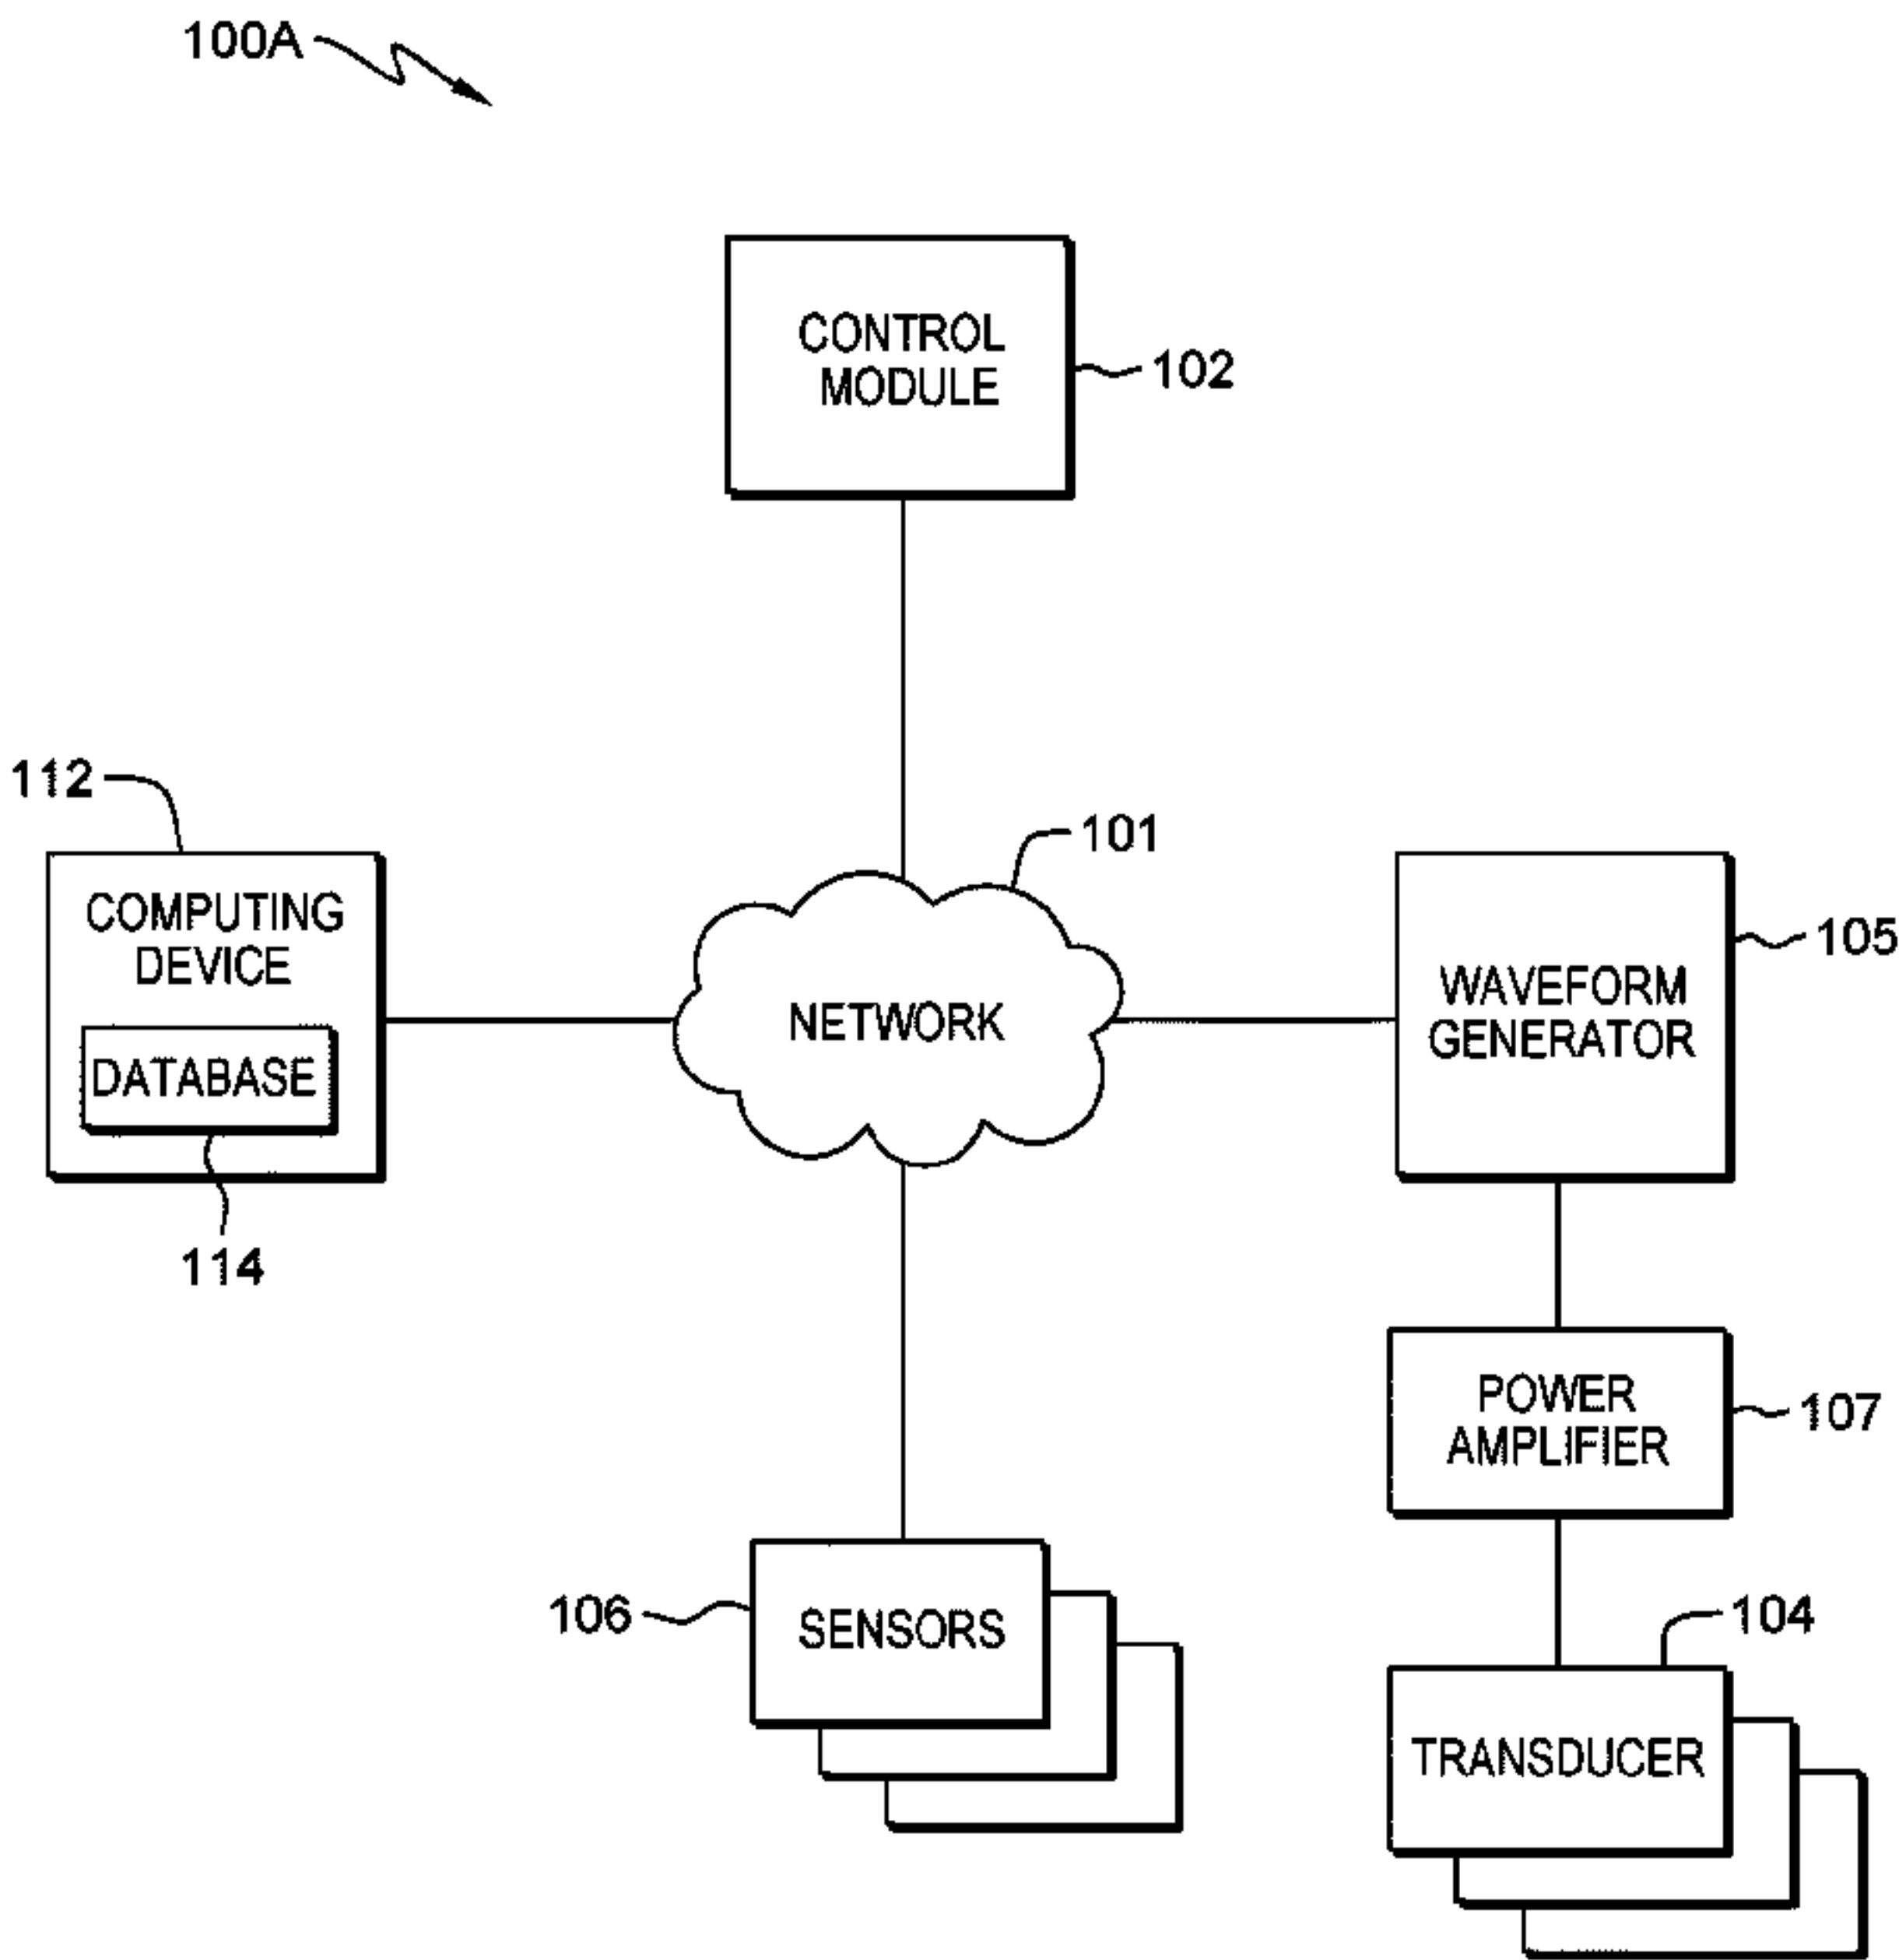 100A
CONTROL
MODULE
102
112
101
COMPUTING
DEVICE
DATABASE
114
NETWORK
WAVEFORM
GENERATOR
105
POWER
AMPLIFIER
107
106
SENSORS
104
TRANSDUCER